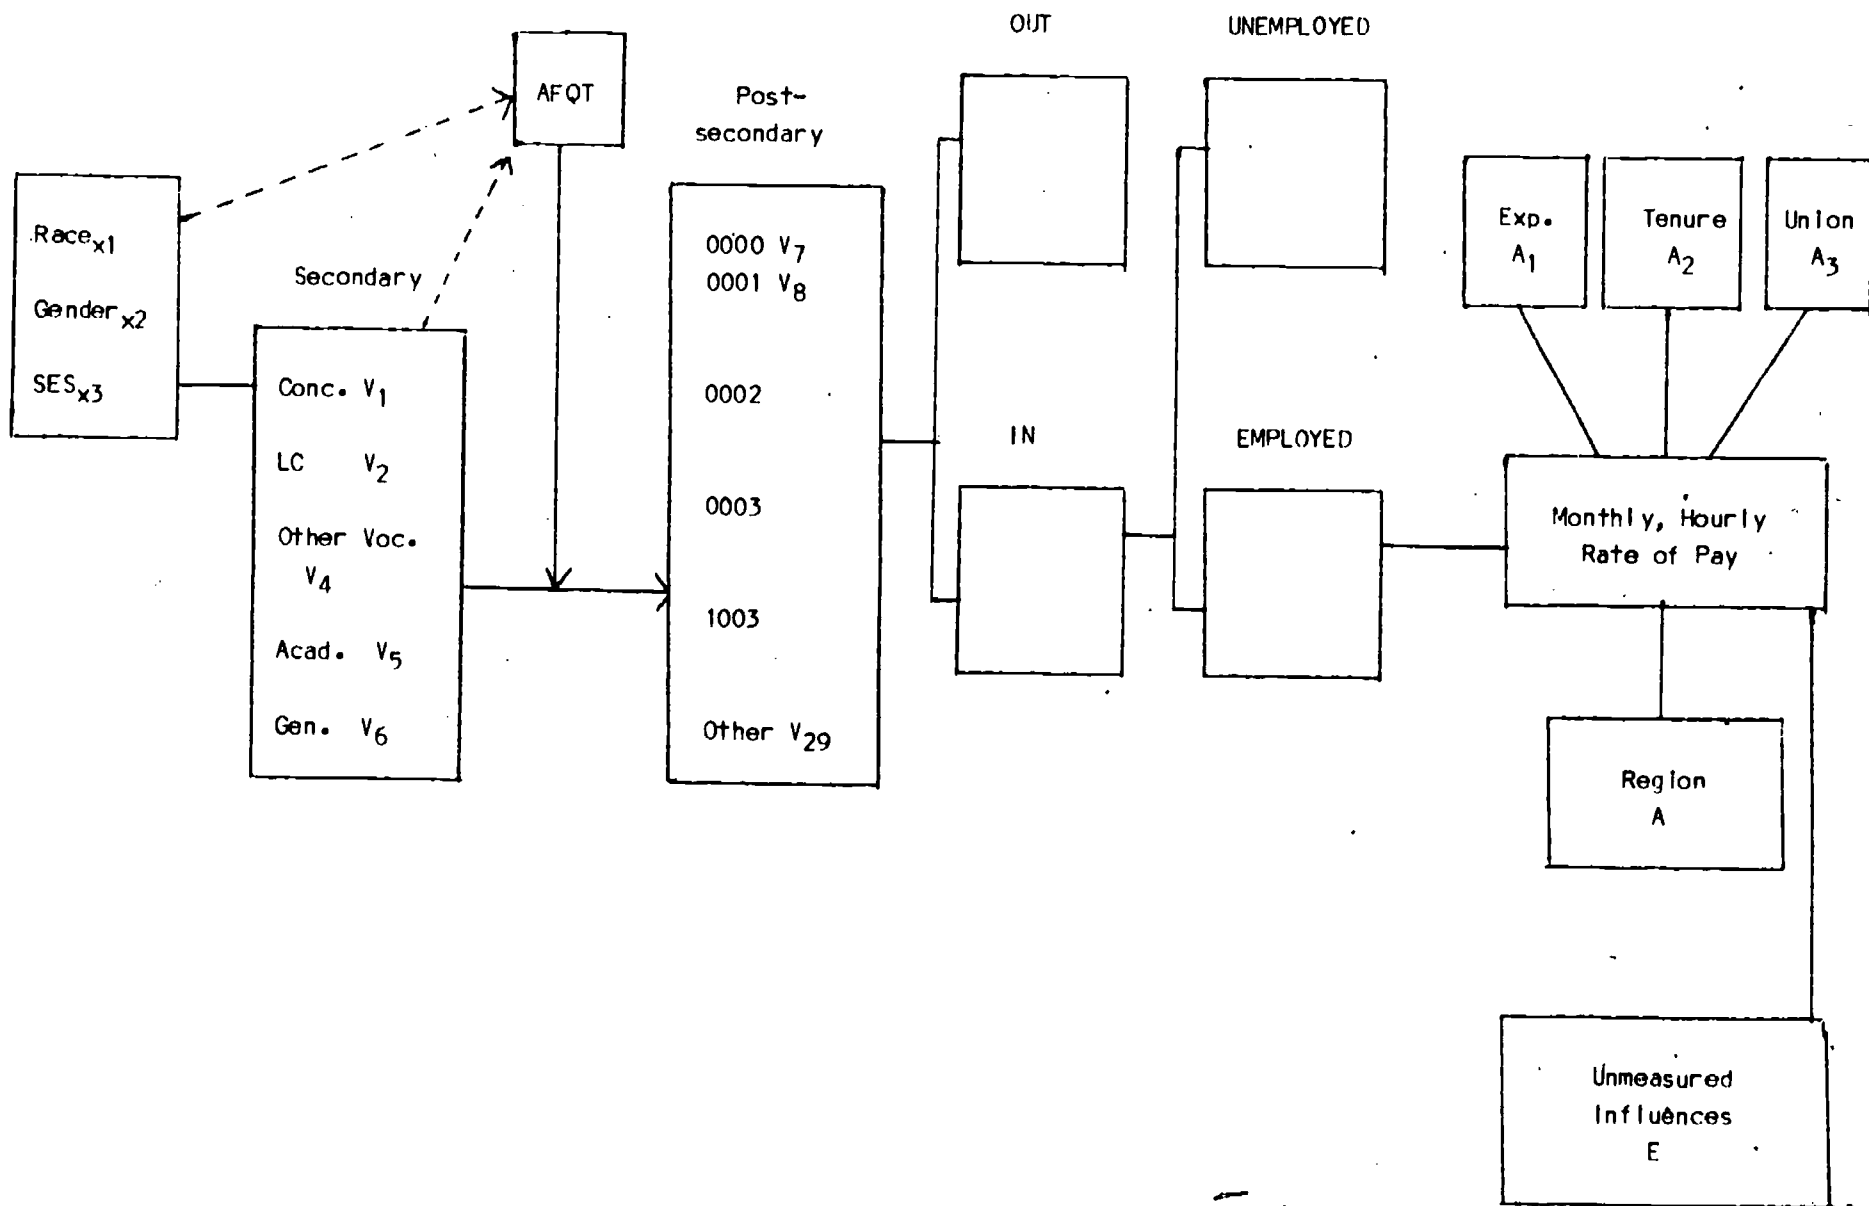 OUT
UNEMPLOYED
AFQT
Post-
secondary
Race x1
Gender x2
SES x3
Secondary
Conc. V1
LC V2
Other Voc.
V4
Acad. V5
Gen. V6
0000 V7
0001 V8
0002
0003
1003
Other V29
IN
EMPLOYED
Exp.
A1
Tenure
A2
Union
A3
Monthly, Hourly
Rate of Pay
Region
A
Unmeasured
Influences
E